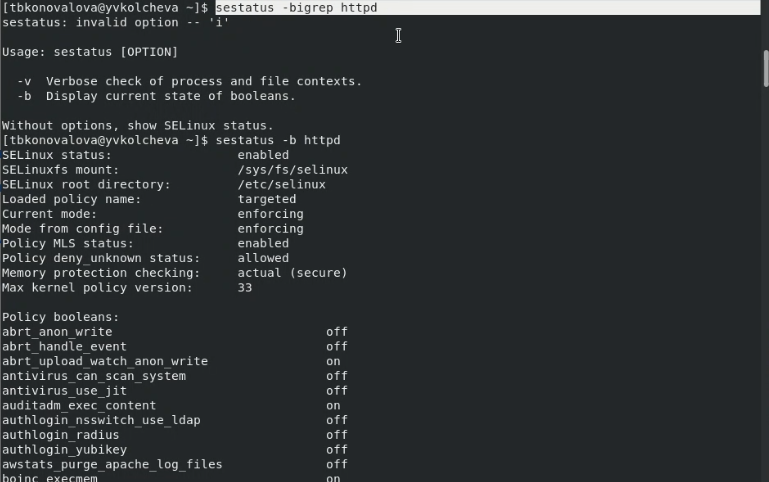 [tbkonovalova@yvkolcheva ~]$ sestatus -bigrep httpd
sestatus: invalid option -- 'i'
Usage: sestatus [OPTION]
-v  Verbose check of process and file contexts.
-b  Display current state of booleans.
Without options, show SELinux status.
[tbkonovalova@yvkolcheva ~]$ sestatus -b httpd
SELinux status:                 enabled
SELinuxfs mount:                /sys/fs/selinux
SELinux root directory:         /etc/selinux
Loaded policy name:             targeted
Current mode:                   enforcing
Mode from config file:          enforcing
Policy MLS status:              enabled
Policy deny_unknown status:     allowed
Memory protection checking:     actual (secure)
Max kernel policy version:      33
Policy booleans:
abrt_anon_write                             off
abrt_handle_event                           off
abrt_upload_watch_anon_write                on
antivirus_can_scan_system                   off
antivirus_use_jit                           off
auditadm_exec_content                       on
authlogin_nsswitch_use_ldap                 off
authlogin_radius                            off
authlogin_yubikey                           off
awstats_purge_apache_log_files              off
boinc_execmem                               on